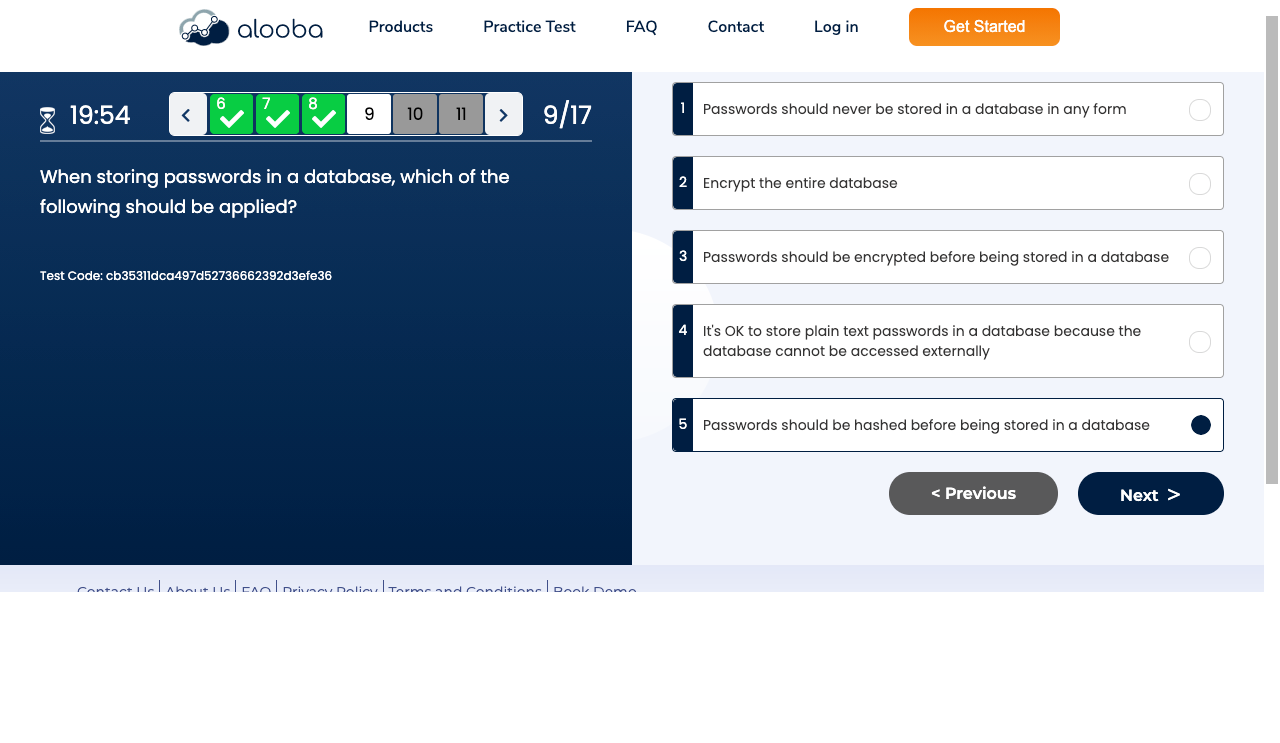 alooba
Products
Practice Test
FAQ
Contact
Log in
Get Started
19:54
<
6
7
8
9
10
11
>
9/17
When storing passwords in a database, which of the
following should be applied?
Test Code: cb35311dca497d52736662392d3efe36
1
Passwords should never be stored in a database in any form
2
Encrypt the entire database
3
Passwords should be encrypted before being stored in a database
4
It's OK to store plain text passwords in a database because the
database cannot be accessed externally
5
Passwords should be hashed before being stored in a database
< Previous
Next >
Contact Us | About Us | FAQ | Privacy Policy | Terms and Conditions | Book Demo